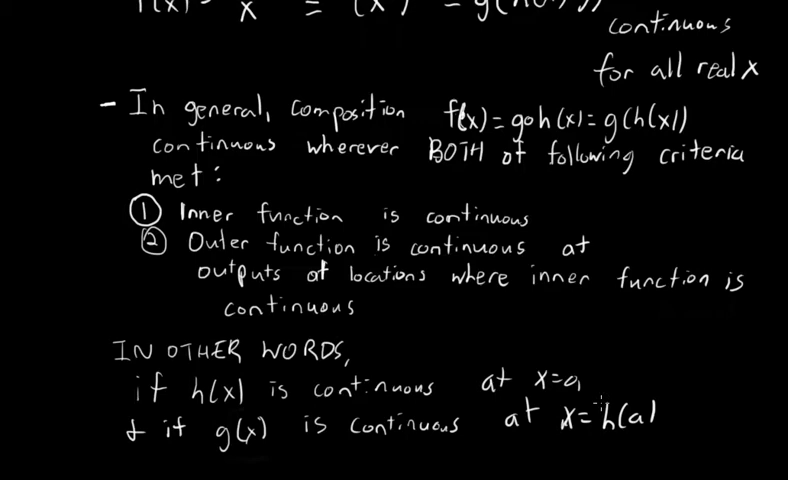 continuous
for all real x
- In general, composition f(x) = g∘h(x) = g(h(x))
continuous wherever BOTH of following criteria
met:
① Inner function is continuous
② Outer function is continuous at
outputs of locations where inner function is
continuous
IN OTHER WORDS,
if h(x) is continuous at x=a,
& if g(x) is continuous at x=h(a)